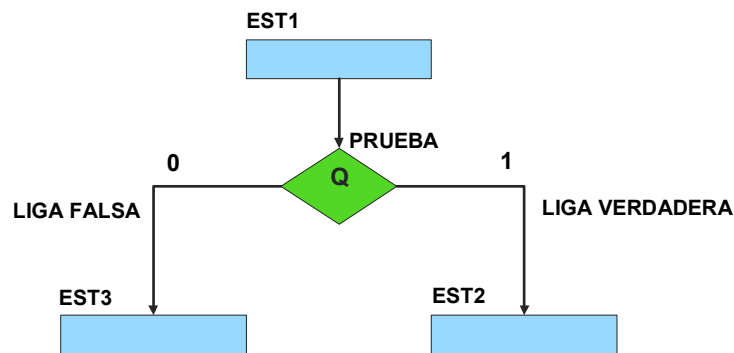 EST1
PRUEBA
Q
0
1
LIGA FALSA
LIGA VERDADERA
EST3
EST2